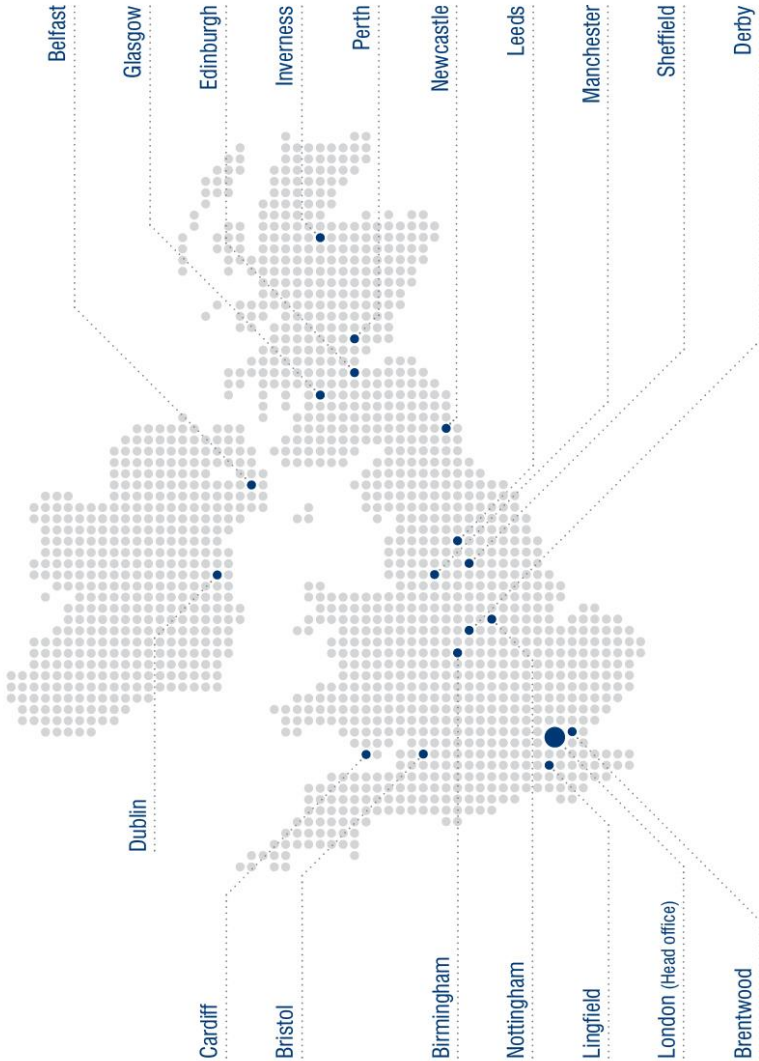 Belfast
Glasgow
Edinburgh
Inverness
Perth
Newcastle
Leeds
Manchester
Sheffield
Derby
Dublin
Cardiff
Bristol
Birmingham
Nottingham
Lingfield
London (Head office)
Brentwood